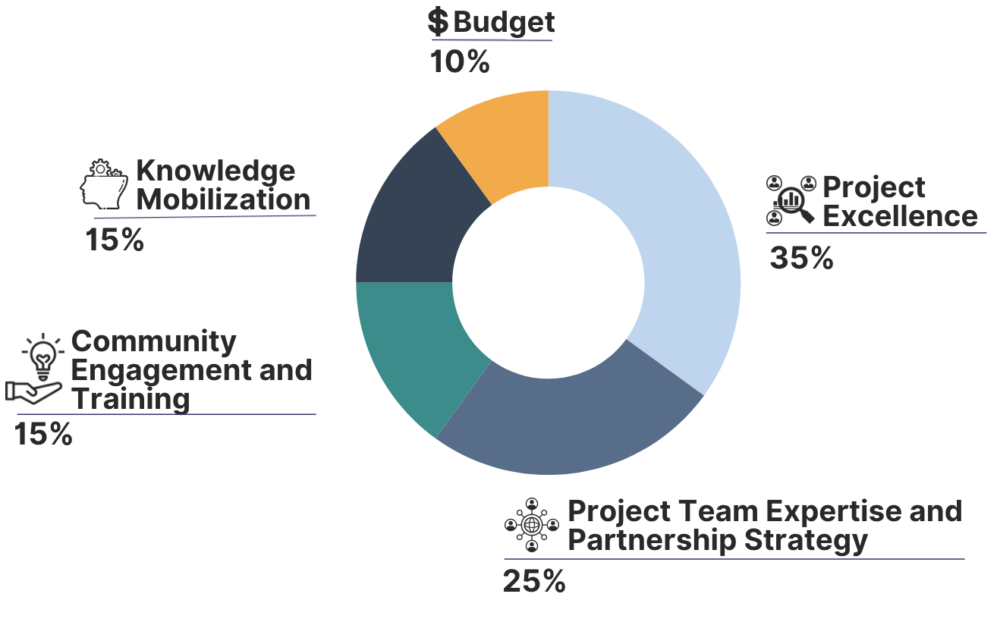 $ Budget
10%
Knowledge
Mobilization
15%
Project
Excellence
35%
Community
Engagement and
Training
15%
Project Team Expertise and
Partnership Strategy
25%